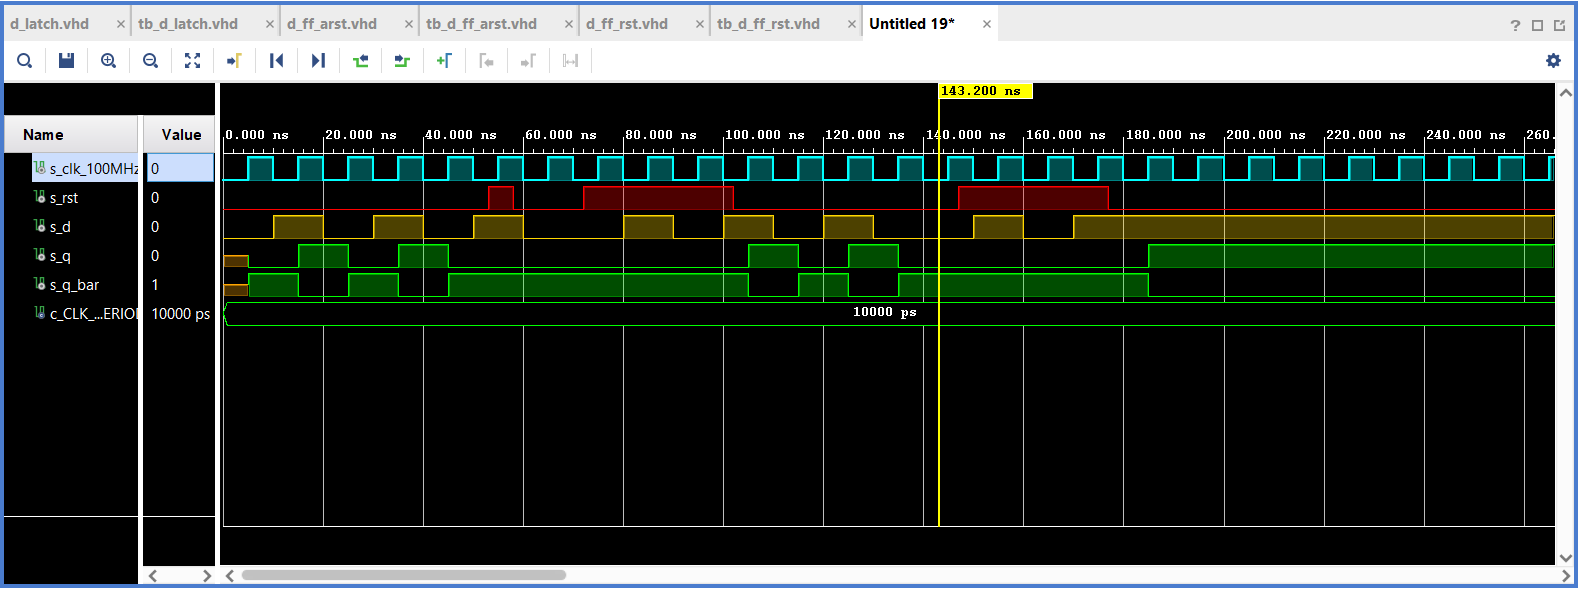 d_latch.vhd × tb_d_latch.vhd × d_ff_arst.vhd × tb_d_ff_arst.vhd × d_ff_rst.vhd × tb_d_ff_rst.vhd × Untitled 19* ×
143.200 ns
Name Value
0.000 ns 20.000 ns 40.000 ns 60.000 ns 80.000 ns 100.000 ns 120.000 ns 140.000 ns 160.000 ns 180.000 ns 200.000 ns 220.000 ns 240.000 ns 260.
s_clk_100MHz 0
s_rst 0
s_d 0
s_q 0
s_q_bar 1
c_CLK_...ERIO 10000 ps 10000 ps